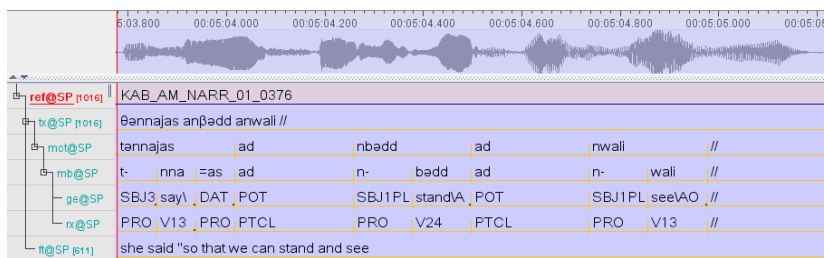 5:03.800 00:05:04.000 00:05:04.200 00:05:04.400 00:05:04.600 00:05:04.800 00:05:05.000 00:05:0
ref@SP [1016] KAB_AM_NARR_01_0376
tx@SP [1016] θənnajas anβədd anwali //
mot@SP tənnajas ad nbədd ad nwali //
mb@SP t- nna =as ad n- bədd ad n- wali //
ge@SP SBJ3 say\ DAT POT SBJ1PL stand\A POT SBJ1PL see\AO //
rx@SP PRO V13 PRO PTCL PRO V24 PTCL PRO V13 //
ft@SP [611] she said "so that we can stand and see